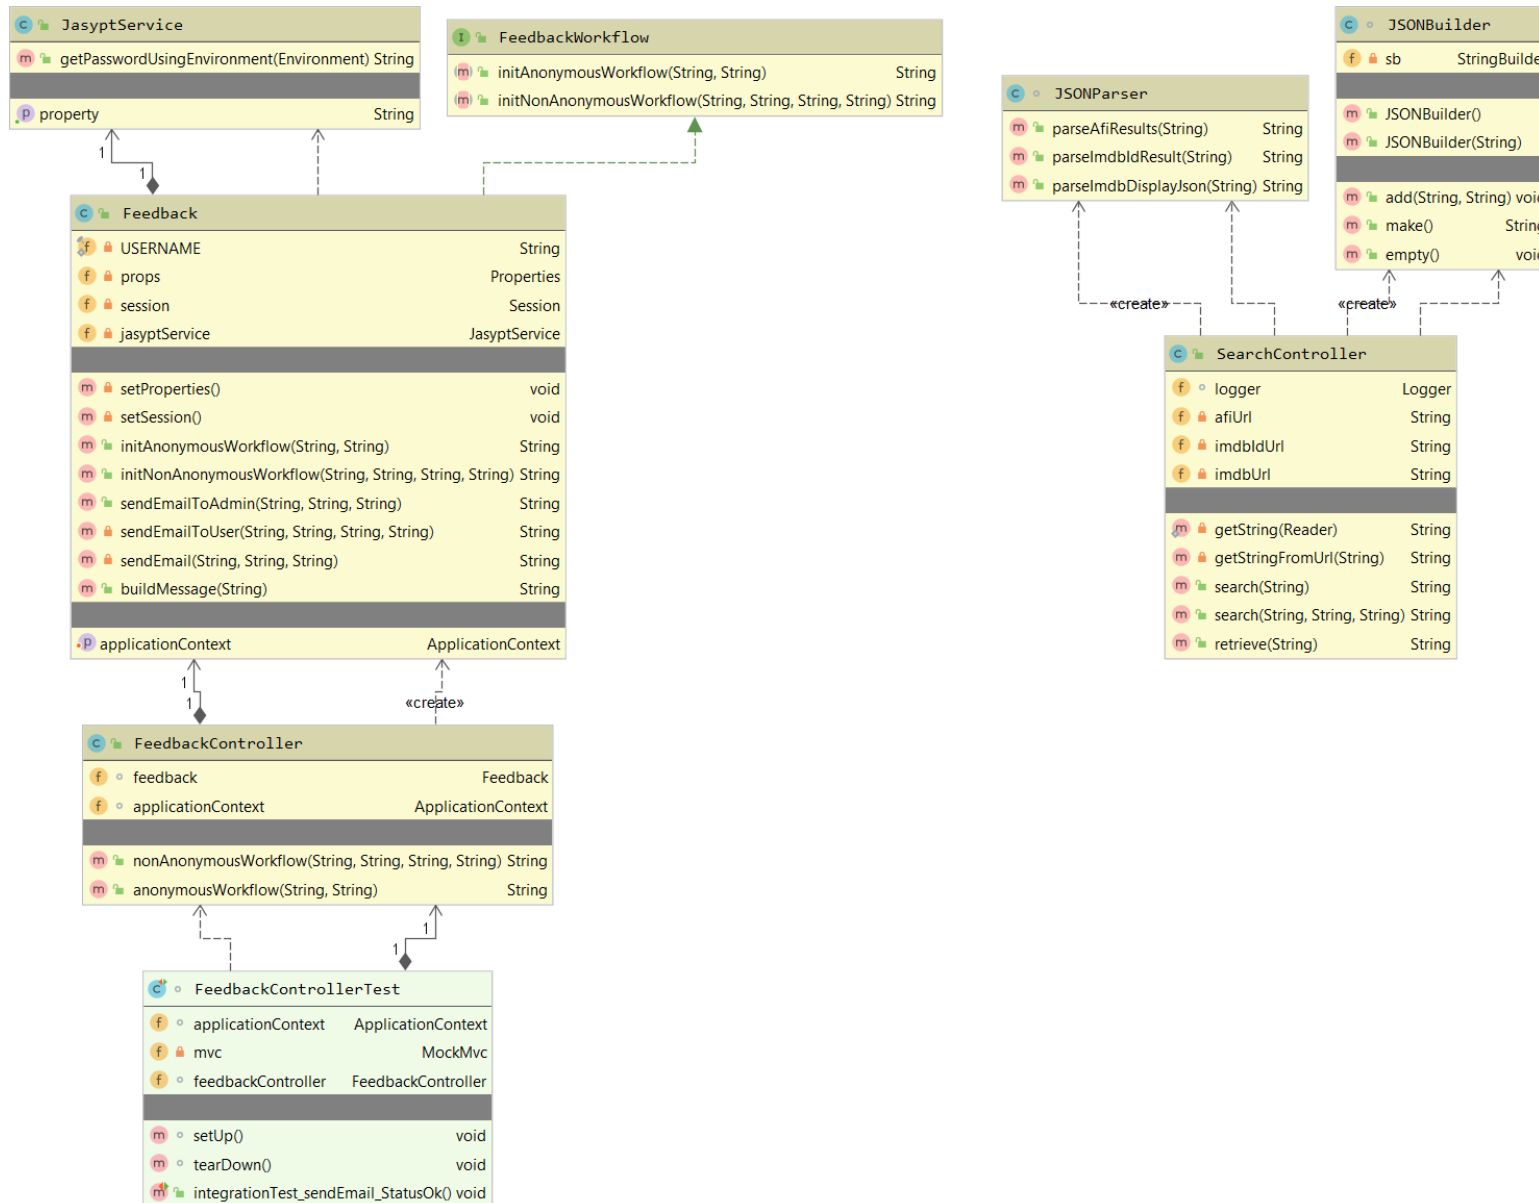 JasyptService
getPasswordUsingEnvironment(Environment) String
property String
FeedbackWorkflow
initAnonymousWorkflow(String, String) String
initNonAnonymousWorkflow(String, String, String, String) String
1
1
Feedback
USERNAME String
props Properties
session Session
jasyptService JasyptService
setProperties() void
setSession() void
initAnonymousWorkflow(String, String) String
initNonAnonymousWorkflow(String, String, String, String) String
sendEmailToAdmin(String, String, String) String
sendEmailToUser(String, String, String, String) String
sendEmail(String, String, String) String
buildMessage(String) String
applicationContext ApplicationContext
1
1
«create»
FeedbackController
feedback Feedback
applicationContext ApplicationContext
nonAnonymousWorkflow(String, String, String, String) String
anonymousWorkflow(String, String) String
1
1
FeedbackControllerTest
applicationContext ApplicationContext
mvc MockMvc
feedbackController FeedbackController
setUp() void
tearDown() void
integrationTest_sendEmail_StatusOk() void
JSONParser
parseAfiResults(String) String
parseImdbIdResult(String) String
parseImdbDisplayJson(String) String
JSONBuilder
sb StringBuilde
JSONBuilder()
JSONBuilder(String)
add(String, String) void
make() String
empty() void
«create»
«create»
SearchController
logger Logger
afiUrl String
imdbIdUrl String
imdbUrl String
getString(Reader) String
getStringFromUrl(String) String
search(String) String
search(String, String, String) String
retrieve(String) String